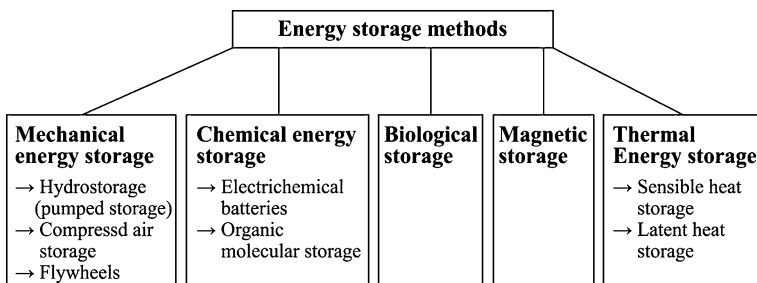 Energy storage methods
Mechanical
energy storage
→ Hydrostorage
(pumped storage)
→ Compressd air
storage
→ Flywheels
Chemical energy
storage
→ Electrichemical
batteries
→ Organic
molecular storage
Biological
storage
Magnetic
storage
Thermal
Energy storage
→ Sensible heat
storage
→ Latent heat
storage